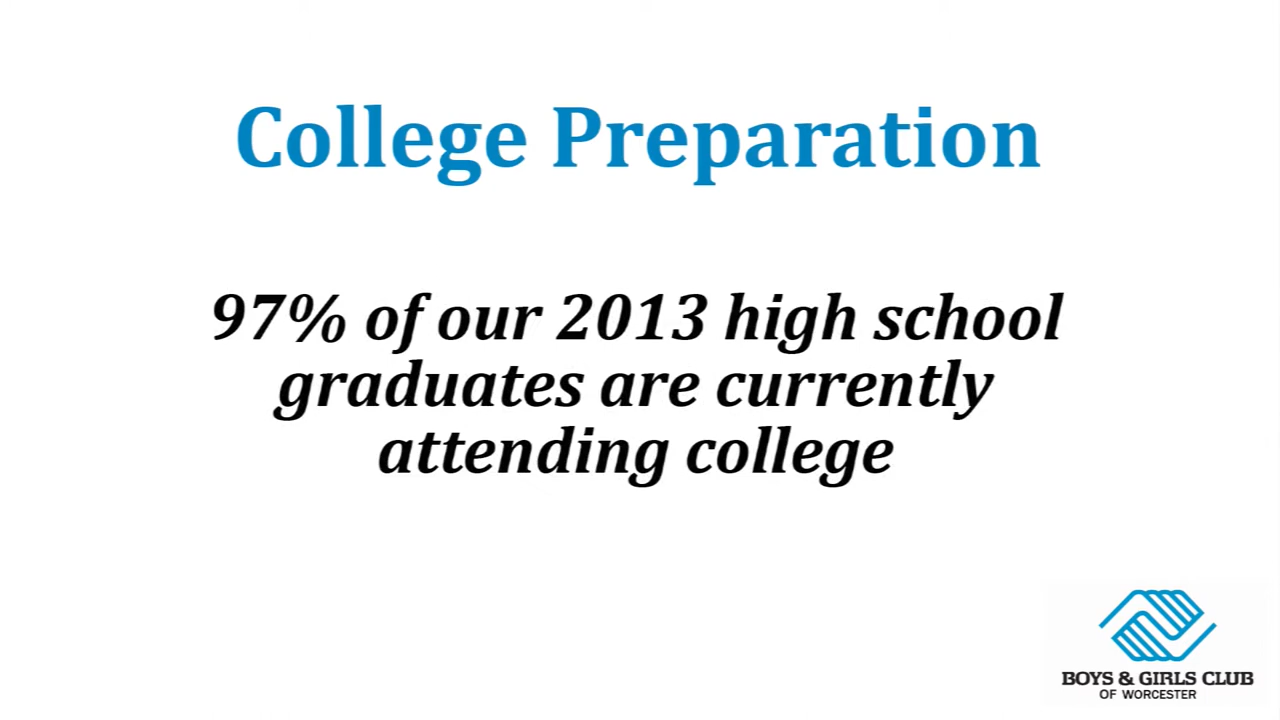 College Preparation
97% of our 2013 high school
graduates are currently
attending college
BOYS & GIRLS CLUB
OF WORCESTER